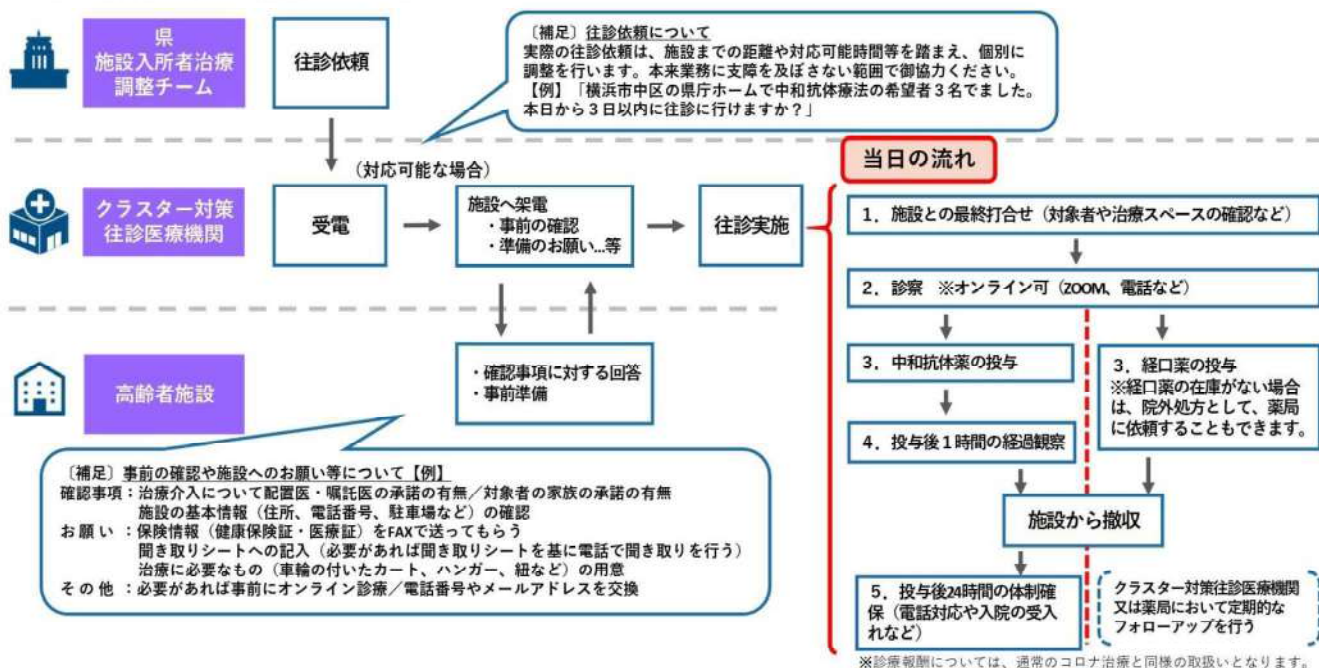 県
施設入所者治療
調整チーム
往診依頼
〔補足〕往診依頼について
実際の往診依頼は、施設までの距離や対応可能時間等を踏まえ、個別に
調整を行います。本来業務に支障を及ぼさない範囲で御協力ください。
【例】「横浜市中区の県庁ホームで中和抗体療法の希望者３名でました。
本日から３日以内に往診に行けますか？」
クラスター対策
往診医療機関
受電
（対応可能な場合）
施設へ架電
・事前の確認
・準備のお願い…等
往診実施
高齢者施設
・確認事項に対する回答
・事前準備
〔補足〕事前の確認や施設へのお願い等について【例】
確認事項：治療介入について配置医・嘱託医の承諾の有無／対象者の家族の承諾の有無
施設の基本情報（住所、電話番号、駐車場など）の確認
お願い：保険情報（健康保険証・医療証）をFAXで送ってもらう
聞き取りシートへの記入（必要があれば聞き取りシートを基に電話で聞き取りを行う）
治療に必要なもの（車輪の付いたカート、ハンガー、紐など）の用意
その他：必要があれば事前にオンライン診療／電話番号やメールアドレスを交換
当日の流れ
１．施設との最終打合せ（対象者や治療スペースの確認など）
２．診察　※オンライン可（ZOOM、電話など）
３．中和抗体薬の投与
４．投与後１時間の経過観察
３．経口薬の投与
※経口薬の在庫がない場合
は、院外処方として、薬局
に依頼することもできます。
施設から撤収
５．投与後24時間の体制確
保（電話対応や入院の受入
れなど）
クラスター対策往診医療機関
又は薬局において定期的な
フォローアップを行う
※診療報酬については、通常のコロナ治療と同様の取扱いとなります。